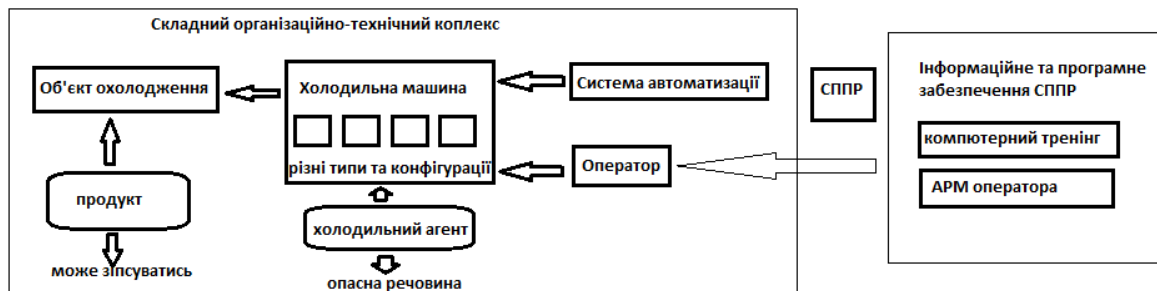 Складний організаційно-технічний коплекс
Об'єкт охолодження
Холодильна машина
різні типи та конфігурації
Система автоматизації
Оператор
продукт
може зіпсуватись
холодильний агент
опасна речовина
СППР
Інформаційне та програмне
забезпечення СППР
компютерний тренінг
АРМ оператора